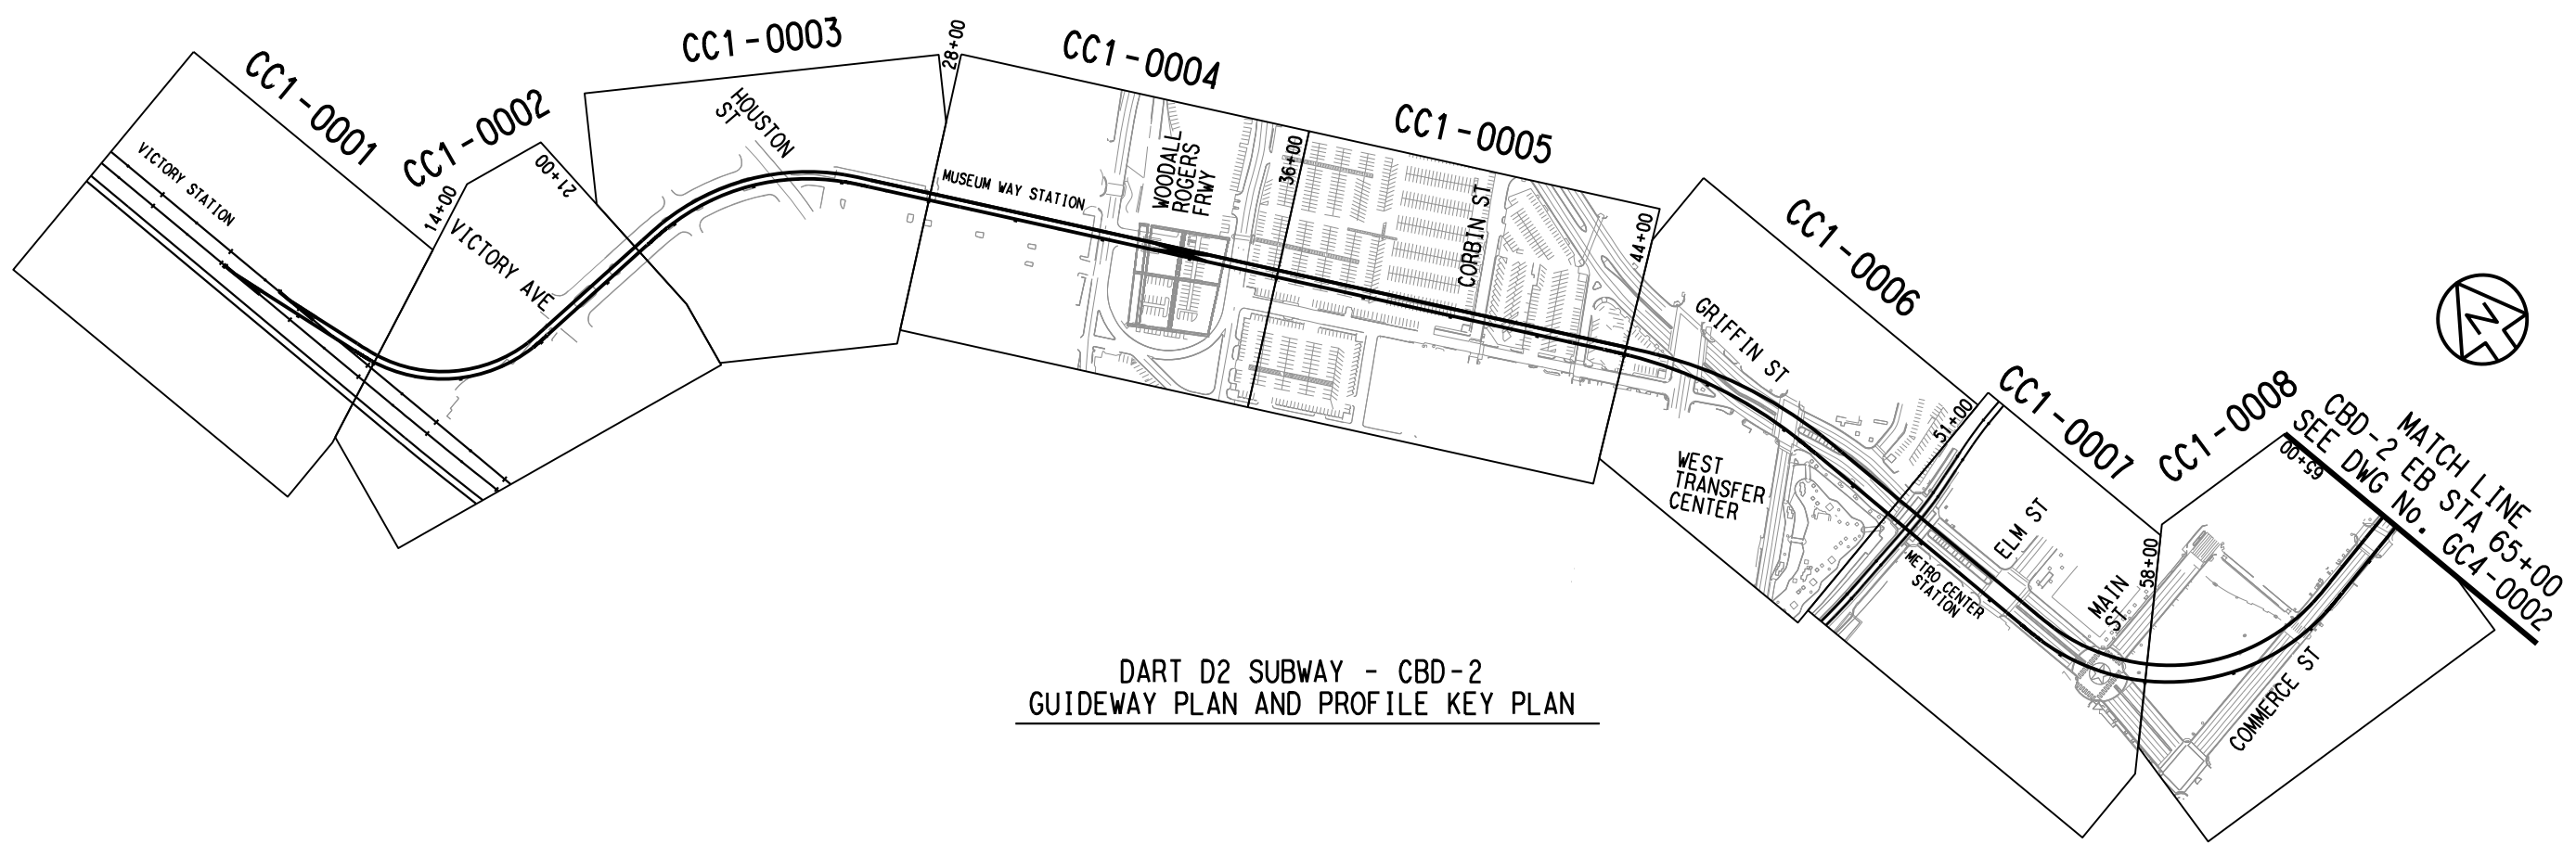 CC1-0001
CC1-0002
CC1-0003
CC1-0004
CC1-0005
CC1-0006
CC1-0007
CC1-0008
VICTORY STATION
14+00
VICTORY AVE
21+00
HOUSTON
ST
28+00
MUSEUM WAY STATION
WOODALL
ROGERS
FRWY
36+00
CORBIN ST
44+00
GRIFFIN ST
WEST
TRANSFER
CENTER
51+00
METRO CENTER
STATION
ELM ST
MAIN
ST
58+00
COMMERCE ST
65+00
MATCH LINE
CBD-2 EB STA 65+00
SEE DWG No. GC4-0002
N
DART D2 SUBWAY - CBD-2
GUIDEWAY PLAN AND PROFILE KEY PLAN